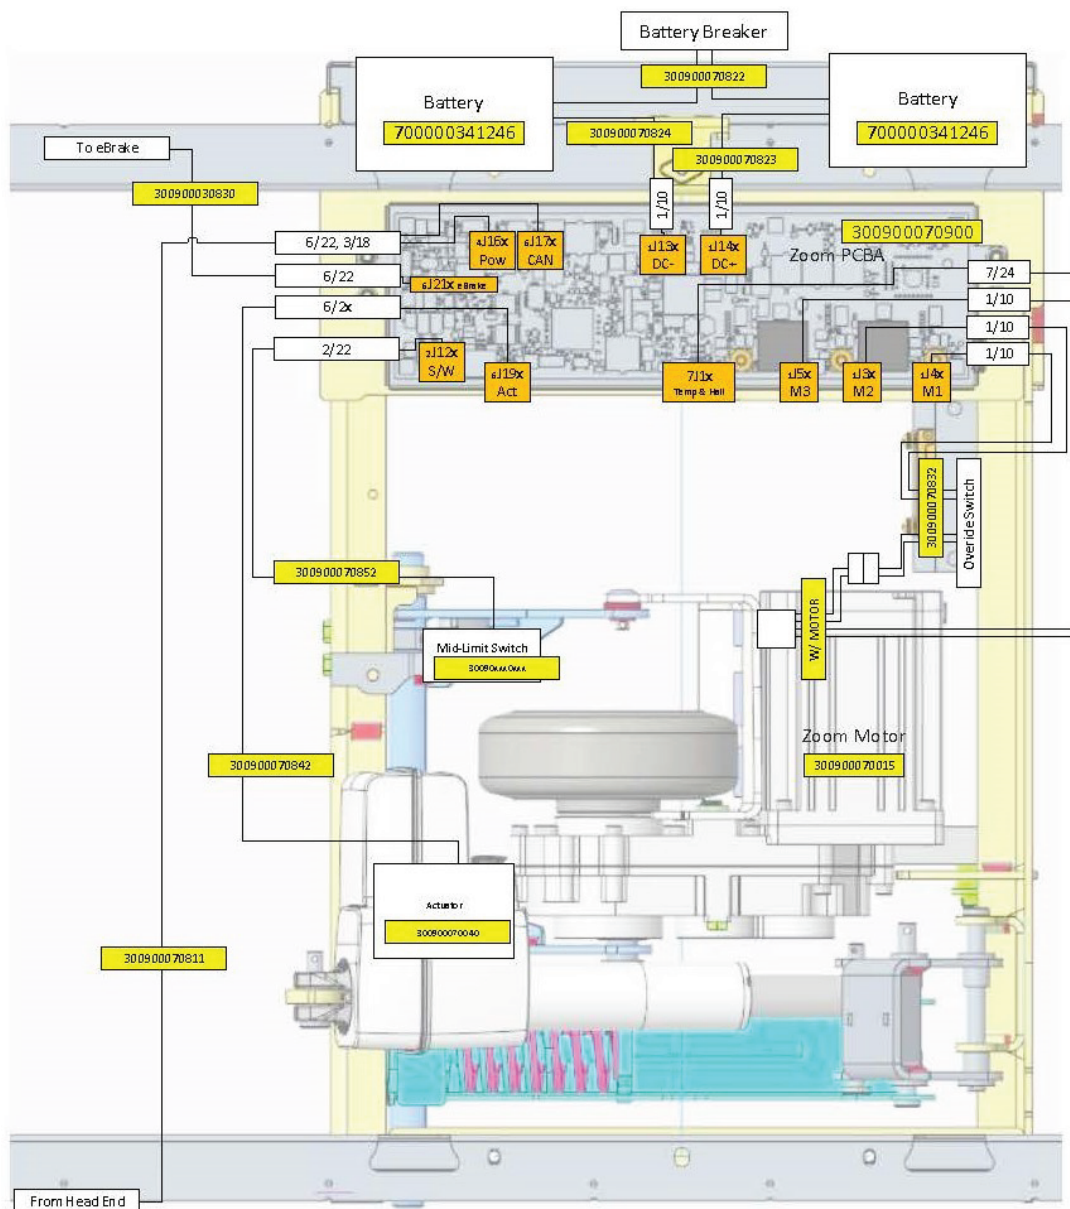 Battery Breaker
300900070822
Battery
700000341246
Battery
700000341246
300900070824
300900070823
To eBrake
300900030830
1/10
1/10
6/22, 3/18
4J16x
Pow
6J17x
CAN
1J13x
DC-
1J14x
DC+
300900070900
Zoom PCBA
6/22
6J21x eBrake
7/24
6/2x
1/10
1/10
2/22
2J12x
S/W
1/10
6J19x
Act
7J1x
Temp & Hall
1J5x
M3
1J3x
M2
1J4x
M1
300900070832
Overide Switch
300900070852
W/ MOTOR
Mid-Limit Switch
Zoom Motor
300900070015
300900070842
Actuator
300900070040
300900070811
From Head End